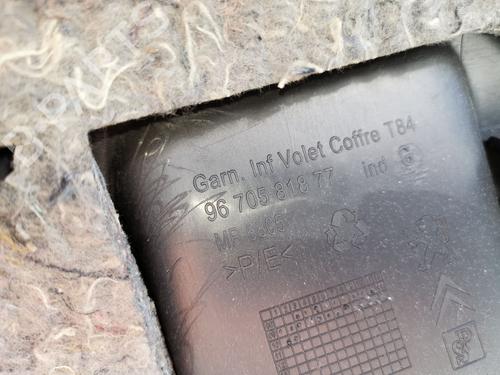 Garn. Inf Volet Coffre T84
96 705 818 77 ind
>P/E<